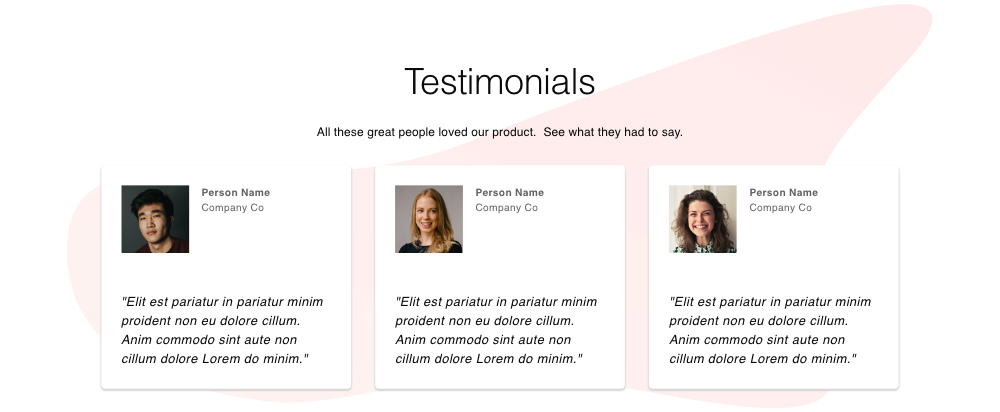 Testimonials
All these great people loved our product.  See what they had to say.
Person Name
Company Co
"Elit est pariatur in pariatur minim
proident non eu dolore cillum.
Anim commodo sint aute non
cillum dolore Lorem do minim."
Person Name
Company Co
"Elit est pariatur in pariatur minim
proident non eu dolore cillum.
Anim commodo sint aute non
cillum dolore Lorem do minim."
Person Name
Company Co
"Elit est pariatur in pariatur minim
proident non eu dolore cillum.
Anim commodo sint aute non
cillum dolore Lorem do minim."